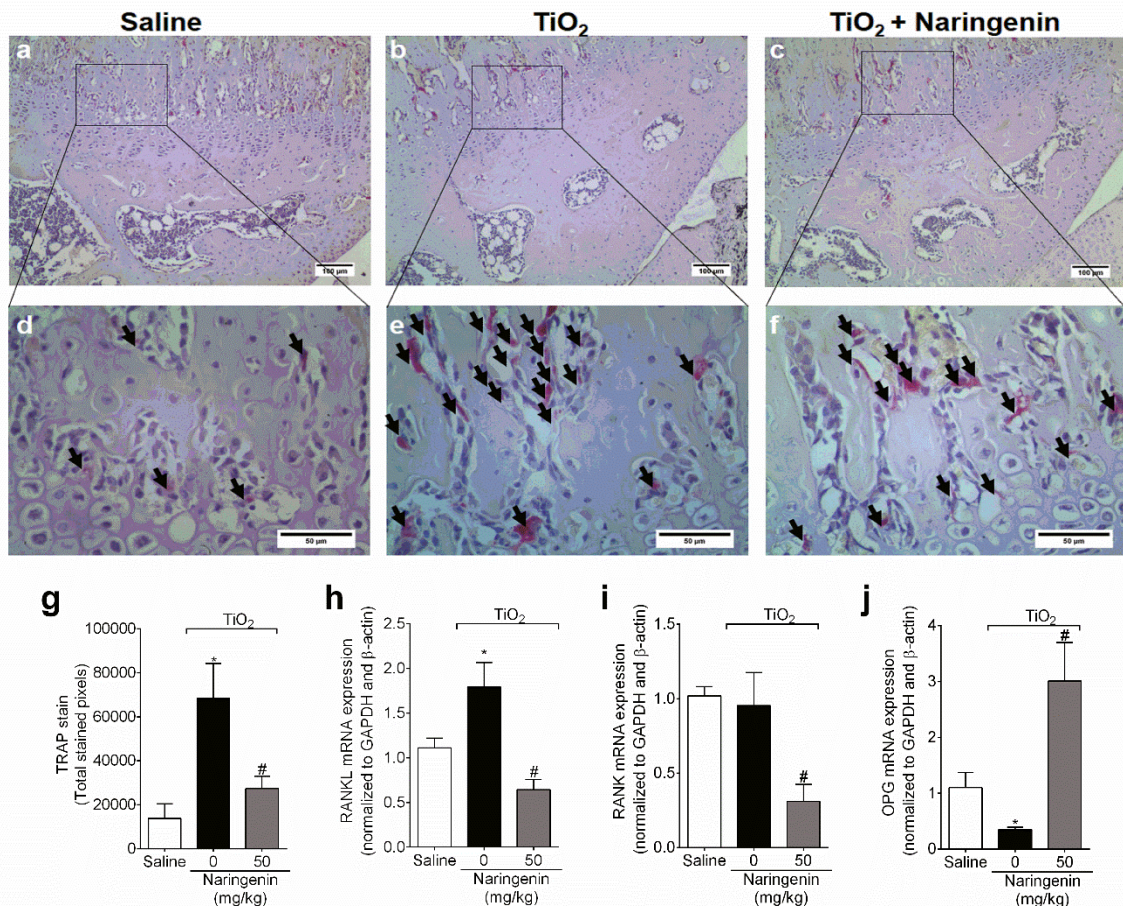 Saline
TiO2
TiO2 + Naringenin
a
b
c
100 µm
100 µm
100 µm
d
e
f
50 µm
50 µm
50 µm
g
TiO2
TRAP stain
(Total stained pixels)
100000
80000
60000
40000
20000
0
*
#
Saline
0
50
Naringenin
(mg/kg)
h
TiO2
RANKL mRNA expression
(normalized to GAPDH and β-actin)
2.5
2.0
1.5
1.0
0.5
0.0
*
#
Saline
0
50
Naringenin
(mg/kg)
i
TiO2
RANK mRNA expression
(normalized to GAPDH and β-actin)
1.5
1.0
0.5
0.0
#
Saline
0
50
Naringenin
(mg/kg)
j
TiO2
OPG mRNA expression
(normalized to GAPDH and β-actin)
4
3
2
1
0
*
#
Saline
0
50
Naringenin
(mg/kg)